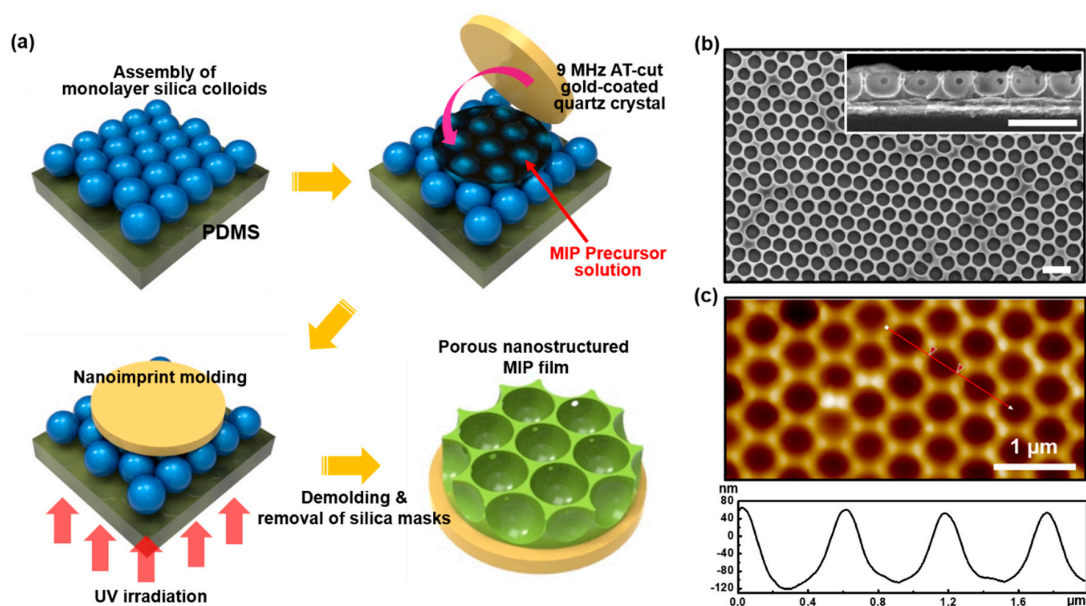 (a)
Assembly of
monolayer silica colloids
PDMS
9 MHz AT-cut
gold-coated
quartz crystal
MIP Precursor
solution
Nanoimprint molding
UV irradiation
Demolding &
removal of silica masks
Porous nanostructured
MIP film
(b)
(c)
1 µm
nm
80
40
0
-40
-80
-120
0.0 0.4 0.8 1.2 1.6 µm